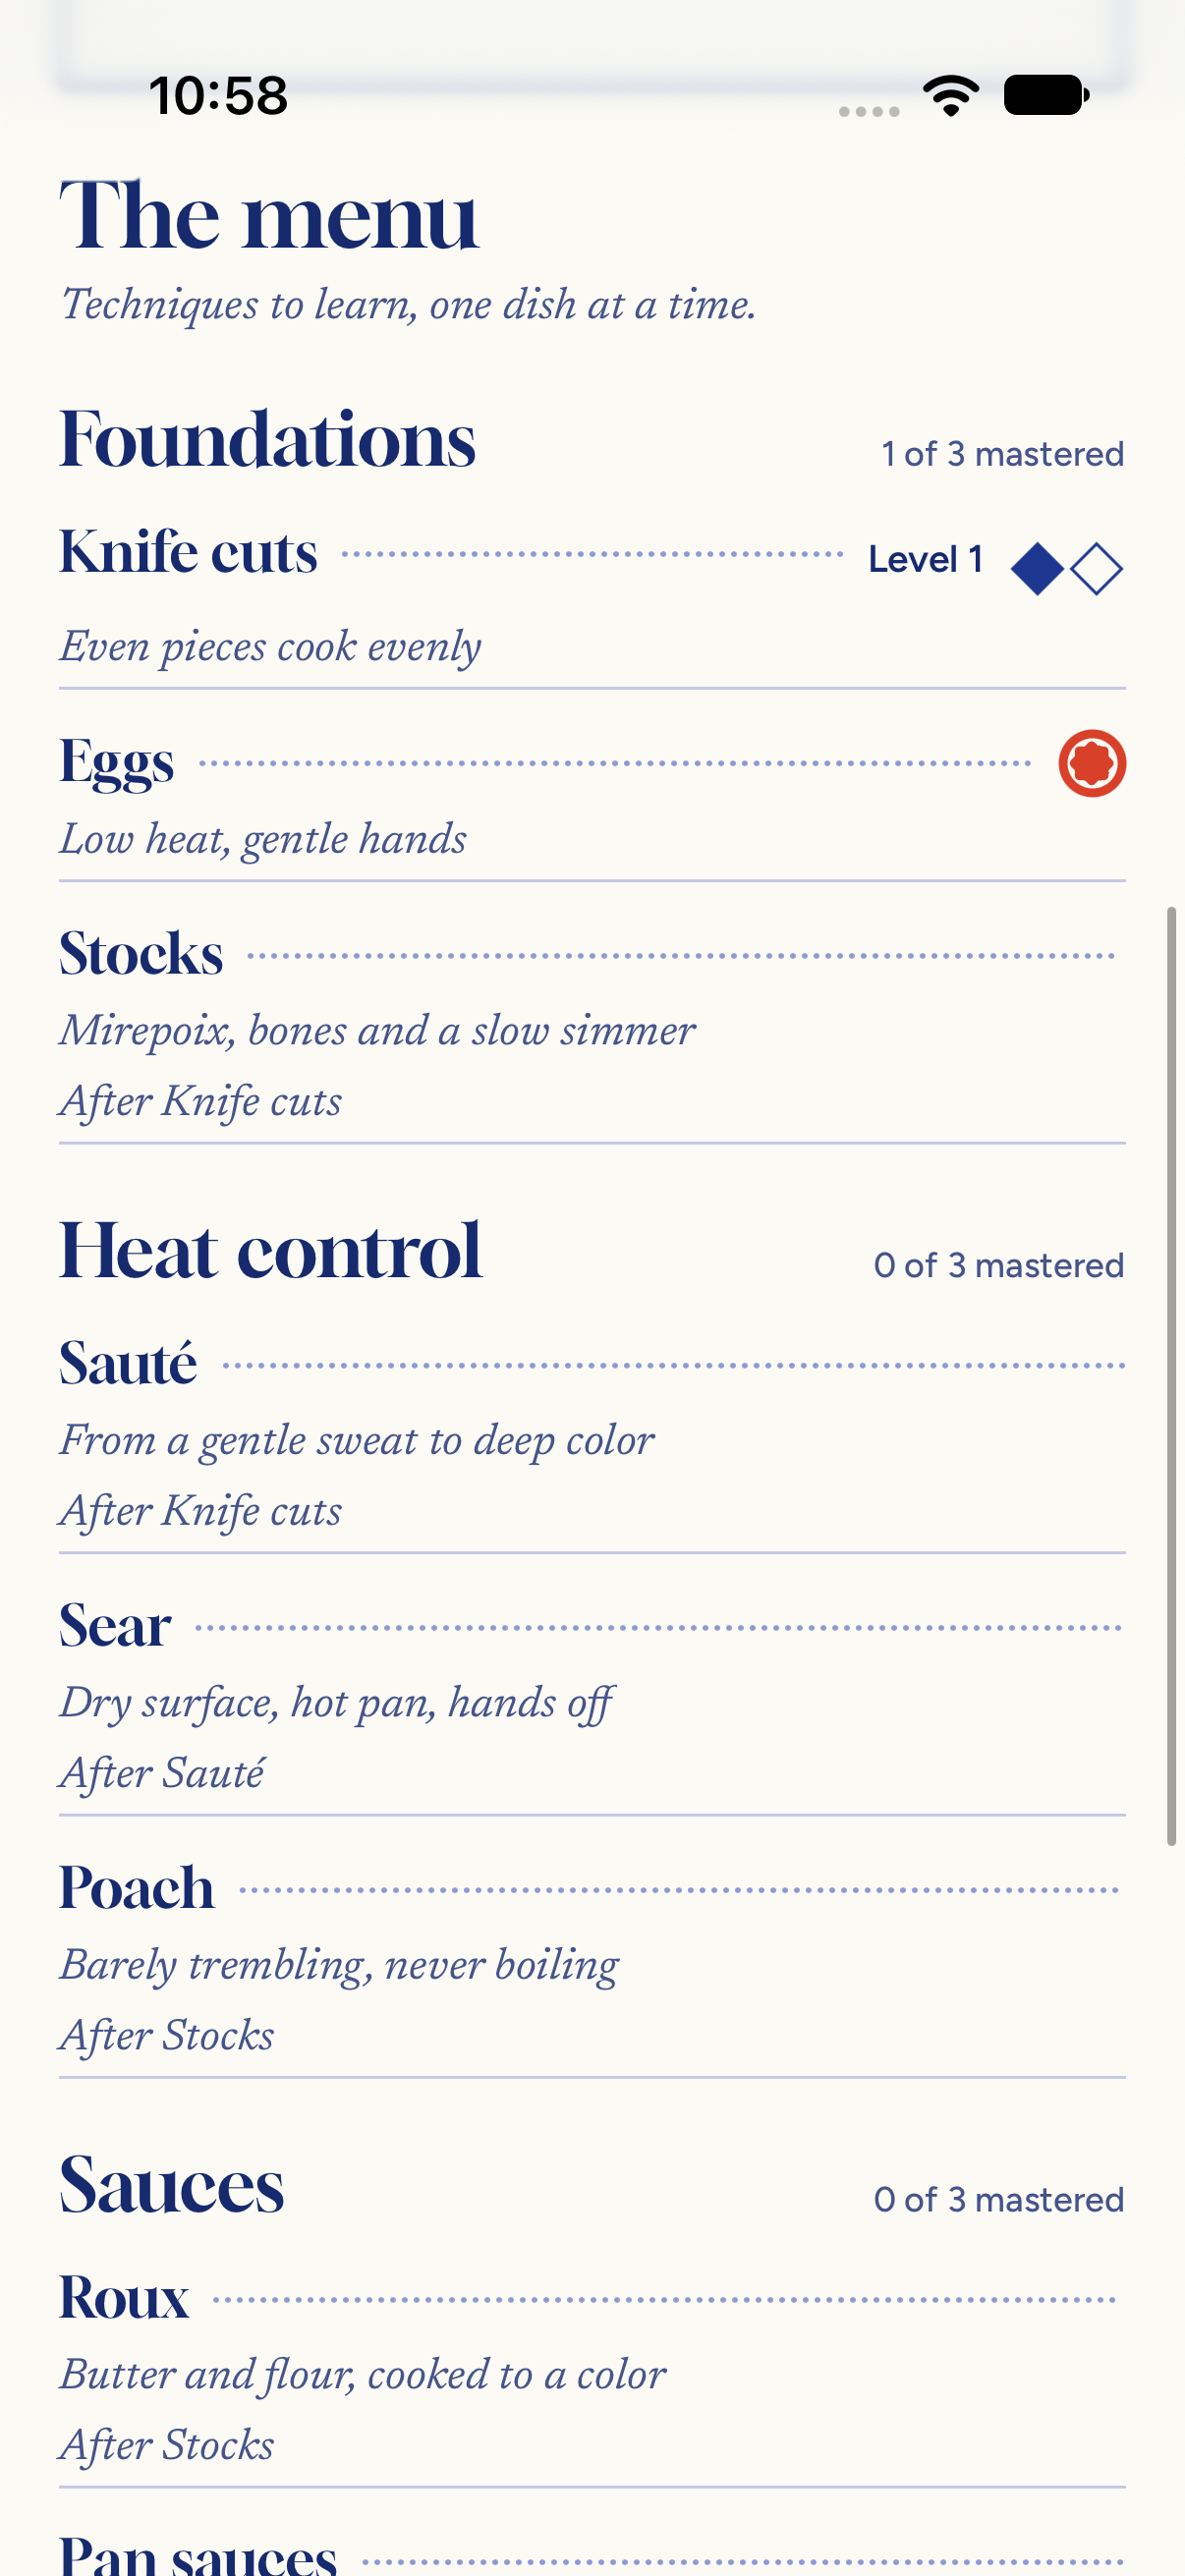 10:58
The menu
Techniques to learn, one dish at a time.
Foundations
1 of 3 mastered
Knife cuts
Level 1
Even pieces cook evenly
Eggs
Low heat, gentle hands
Stocks
Mirepoix, bones and a slow simmer
After Knife cuts
Heat control
0 of 3 mastered
Sauté
From a gentle sweat to deep color
After Knife cuts
Sear
Dry surface, hot pan, hands off
After Sauté
Poach
Barely trembling, never boiling
After Stocks
Sauces
0 of 3 mastered
Roux
Butter and flour, cooked to a color
After Stocks
Pan sauces